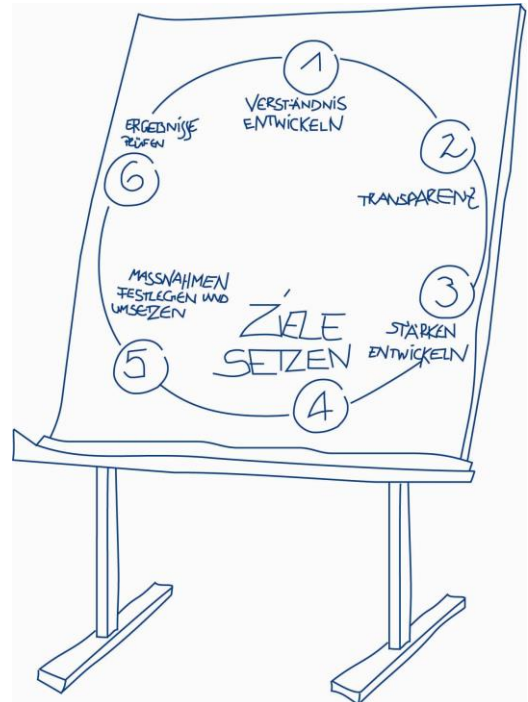 1
VERSTÄNDNIS
ENTWICKELN
2
TRANSPARENZ
3
STÄRKEN
ENTWICKELN
4
ZIELE
SETZEN
5
MASSNAHMEN
FESTLEGEN UND
UMSETZEN
6
ERGEBNISSE
PRÜFEN